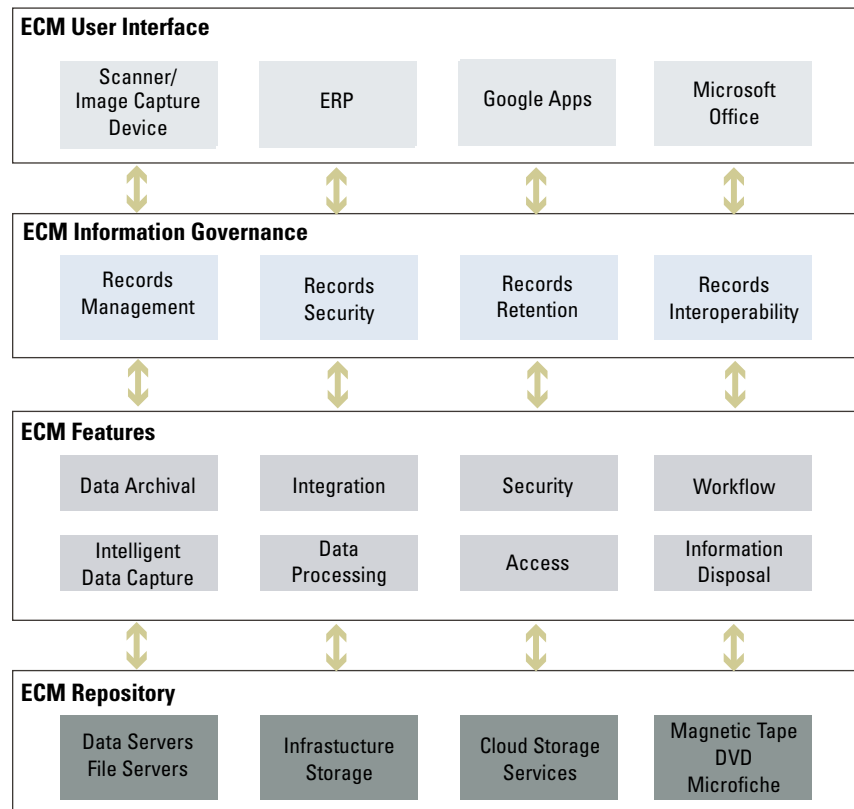 ECM User Interface
Scanner/
Image Capture
Device
ERP
Google Apps
Microsoft
Office
ECM Information Governance
Records
Management
Records
Security
Records
Retention
Records
Interoperability
ECM Features
Data Archival
Integration
Security
Workflow
Intelligent
Data Capture
Data
Processing
Access
Information
Disposal
ECM Repository
Data Servers
File Servers
Infrastucture
Storage
Cloud Storage
Services
Magnetic Tape
DVD
Microfiche